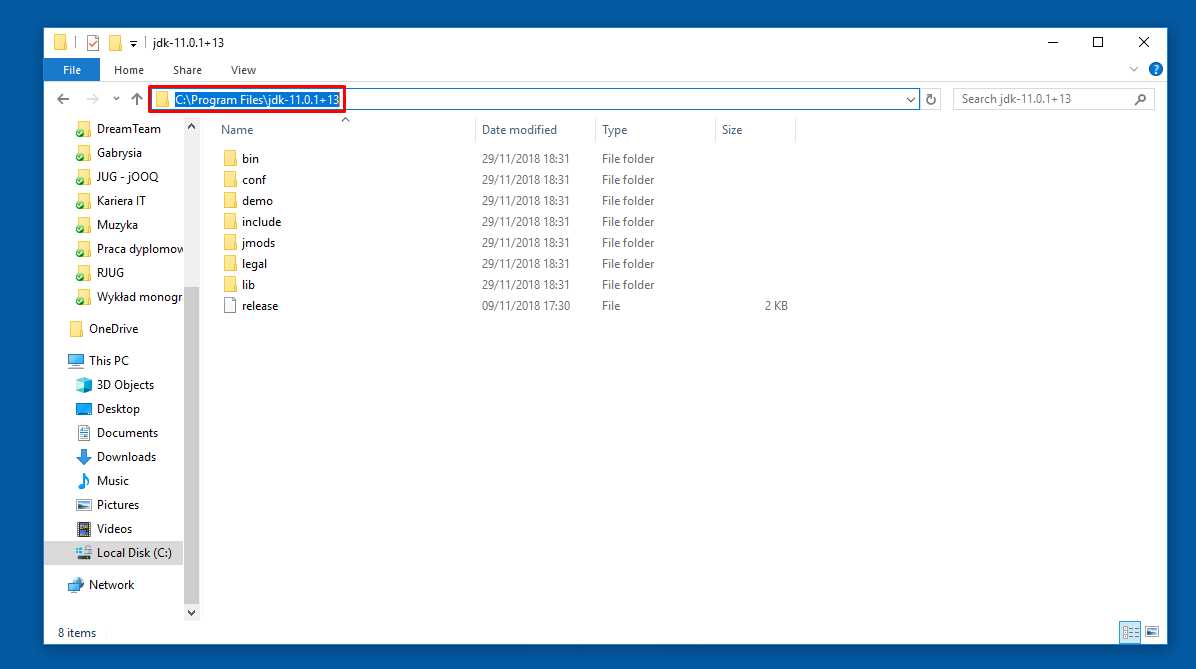 jdk-11.0.1+13
File Home Share View
C:\Program Files\jdk-11.0.1+13 Search jdk-11.0.1+13
DreamTeam
Gabrysia
JUG - jOOQ
Kariera IT
Muzyka
Praca dyplomow
RJUG
Wykład monogra
OneDrive
This PC
3D Objects
Desktop
Documents
Downloads
Music
Pictures
Videos
Local Disk (C:)
Network
Name Date modified Type Size
bin 29/11/2018 18:31 File folder
conf 29/11/2018 18:31 File folder
demo 29/11/2018 18:31 File folder
include 29/11/2018 18:31 File folder
jmods 29/11/2018 18:31 File folder
legal 29/11/2018 18:31 File folder
lib 29/11/2018 18:31 File folder
release 09/11/2018 17:30 File 2 KB
8 items